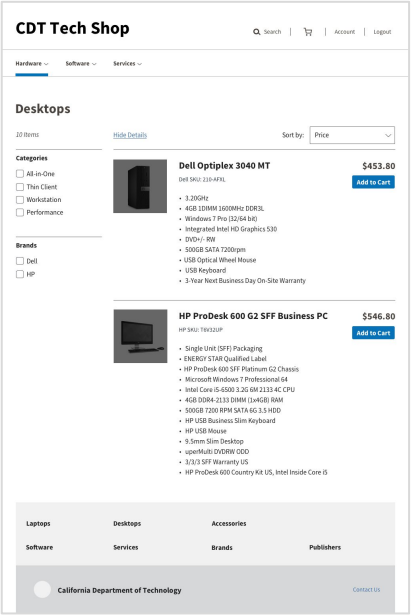 CDT Tech Shop
Search
Account
Logout
Hardware
Software
Services
Desktops
10 Items
Hide Details
Sort by:
Price
Categories
All-in-One
Thin Client
Workstation
Performance
Brands
Dell
HP
Dell Optiplex 3040 MT
$453.80
Dell SKU: 210-AFXL
Add to Cart
• 3.20GHz
• 4GB 1DIMM 1600MHz DDR3L
• Windows 7 Pro (32/64 bit)
• Integrated Intel HD Graphics 530
• DVD+/- RW
• 500GB SATA 7200rpm
• USB Optical Wheel Mouse
• USB Keyboard
• 3-Year Next Business Day On-Site Warranty
HP ProDesk 600 G2 SFF Business PC
$546.80
HP SKU: T6V32UP
Add to Cart
• Single Unit (SFF) Packaging
• ENERGY STAR Qualified Label
• HP ProDesk 600 SFF Platinum G2 Chassis
• Microsoft Windows 7 Professional 64
• Intel Core i5-6500 3.2G 6M 2133 4C CPU
• 4GB DDR4-2133 DIMM (1x4GB) RAM
• 500GB 7200 RPM SATA 6G 3.5 HDD
• HP USB Business Slim Keyboard
• HP USB Mouse
• 9.5mm Slim Desktop
• uperMulti DVDRW ODD
• 3/3/3 SFF Warranty US
• HP ProDesk 600 Country Kit US, Intel Inside Core i5
Laptops
Desktops
Accessories
Software
Services
Brands
Publishers
California Department of Technology
Contact Us